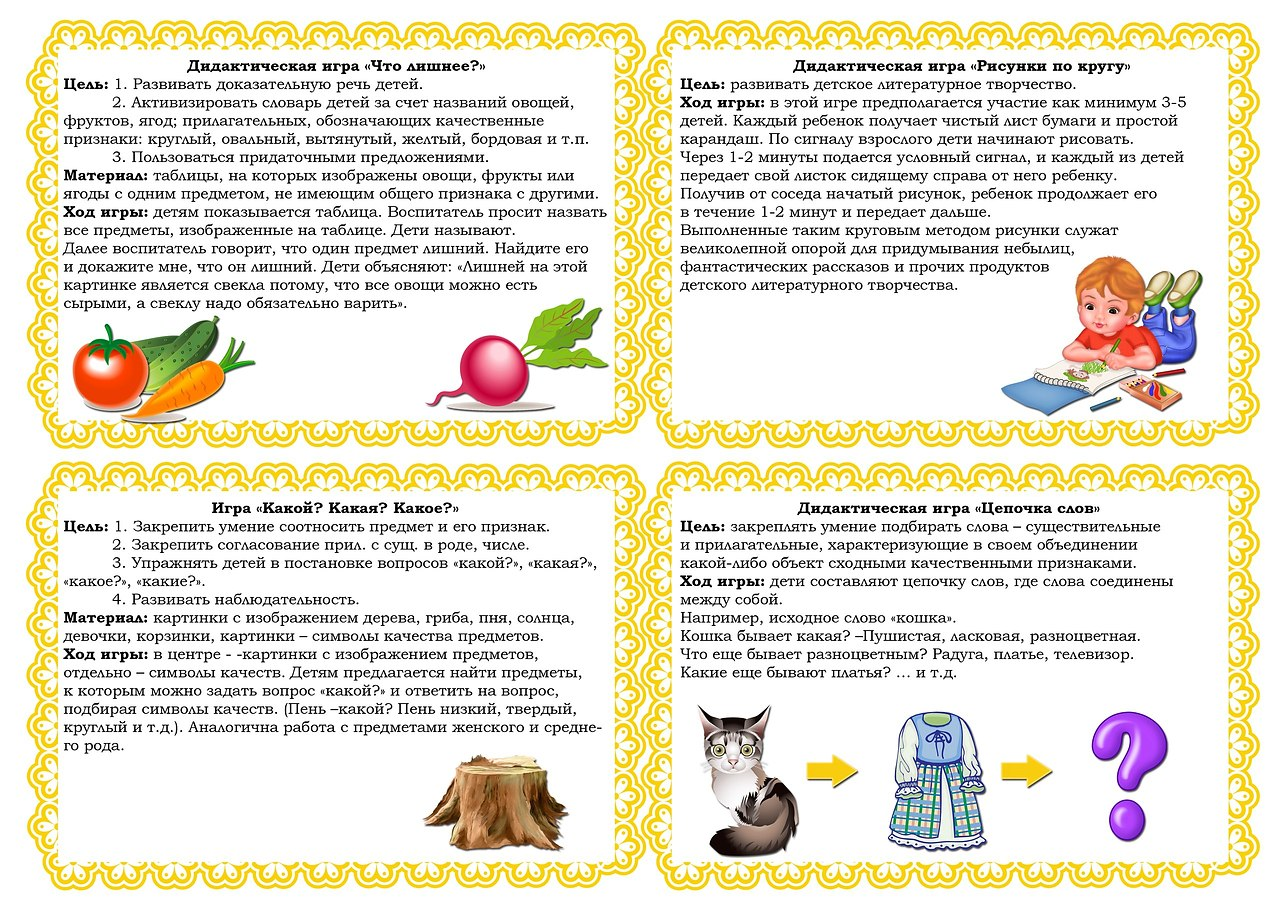 Дидактическая игра «Что лишнее?»
Цель: 1. Развивать доказательную речь детей.
2. Активизировать словарь детей за счет названий овощей,
фруктов, ягод; прилагательных, обозначающих качественные
признаки: круглый, овальный, вытянутый, желтый, бордовая и т.п.
3. Пользоваться придаточными предложениями.
Материал: таблицы, на которых изображены овощи, фрукты или
ягоды с одним предметом, не имеющим общего признака с другими.
Ход игры: детям показывается таблица. Воспитатель просит назвать
все предметы, изображенные на таблице. Дети называют.
Далее воспитатель говорит, что один предмет лишний. Найдите его
и докажите мне, что он лишний. Дети объясняют: «Лишней на этой
картинке является свекла потому, что все овощи можно есть
сырыми, а свеклу надо обязательно варить».
Дидактическая игра «Рисунки по кругу»
Цель: развивать детское литературное творчество.
Ход игры: в этой игре предполагается участие как минимум 3-5
детей. Каждый ребенок получает чистый лист бумаги и простой
карандаш. По сигналу взрослого дети начинают рисовать.
Через 1-2 минуты подается условный сигнал, и каждый из детей
передает свой листок сидящему справа от него ребенку.
Получив от соседа начатый рисунок, ребенок продолжает его
в течение 1-2 минут и передает дальше.
Выполненные таким круговым методом рисунки служат
великолепной опорой для придумывания небылиц,
фантастических рассказов и прочих продуктов
детского литературного творчества.
Игра «Какой? Какая? Какое?»
Цель: 1. Закрепить умение соотносить предмет и его признак.
2. Закрепить согласование прил. с сущ. в роде, числе.
3. Упражнять детей в постановке вопросов «какой?», «какая?»,
«какое?», «какие?».
4. Развивать наблюдательность.
Материал: картинки с изображением дерева, гриба, пня, солнца,
девочки, корзинки, картинки – символы качества предметов.
Ход игры: в центре - -картинки с изображением предметов,
отдельно – символы качеств. Детям предлагается найти предметы,
к которым можно задать вопрос «какой?» и ответить на вопрос,
подбирая символы качеств. (Пень –какой? Пень низкий, твердый,
круглый и т.д.). Аналогична работа с предметами женского и средне-
го рода.
Дидактическая игра «Цепочка слов»
Цель: закреплять умение подбирать слова – существительные
и прилагательные, характеризующие в своем объединении
какой-либо объект сходными качественными признаками.
Ход игры: дети составляют цепочку слов, где слова соединены
между собой.
Например, исходное слово «кошка».
Кошка бывает какая? –Пушистая, ласковая, разноцветная.
Что еще бывает разноцветным? Радуга, платье, телевизор.
Какие еще бывают платья? … и т.д.
?